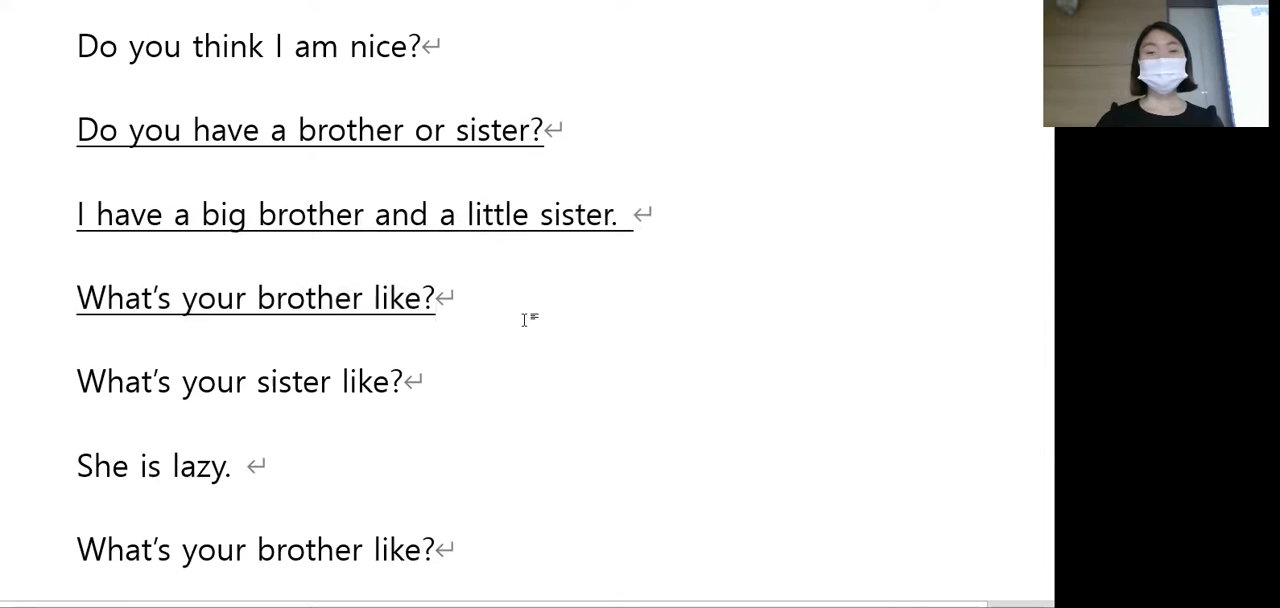 Do you think I am nice?
Do you have a brother or sister?
I have a big brother and a little sister.
What's your brother like?
What's your sister like?
She is lazy.
What's your brother like?